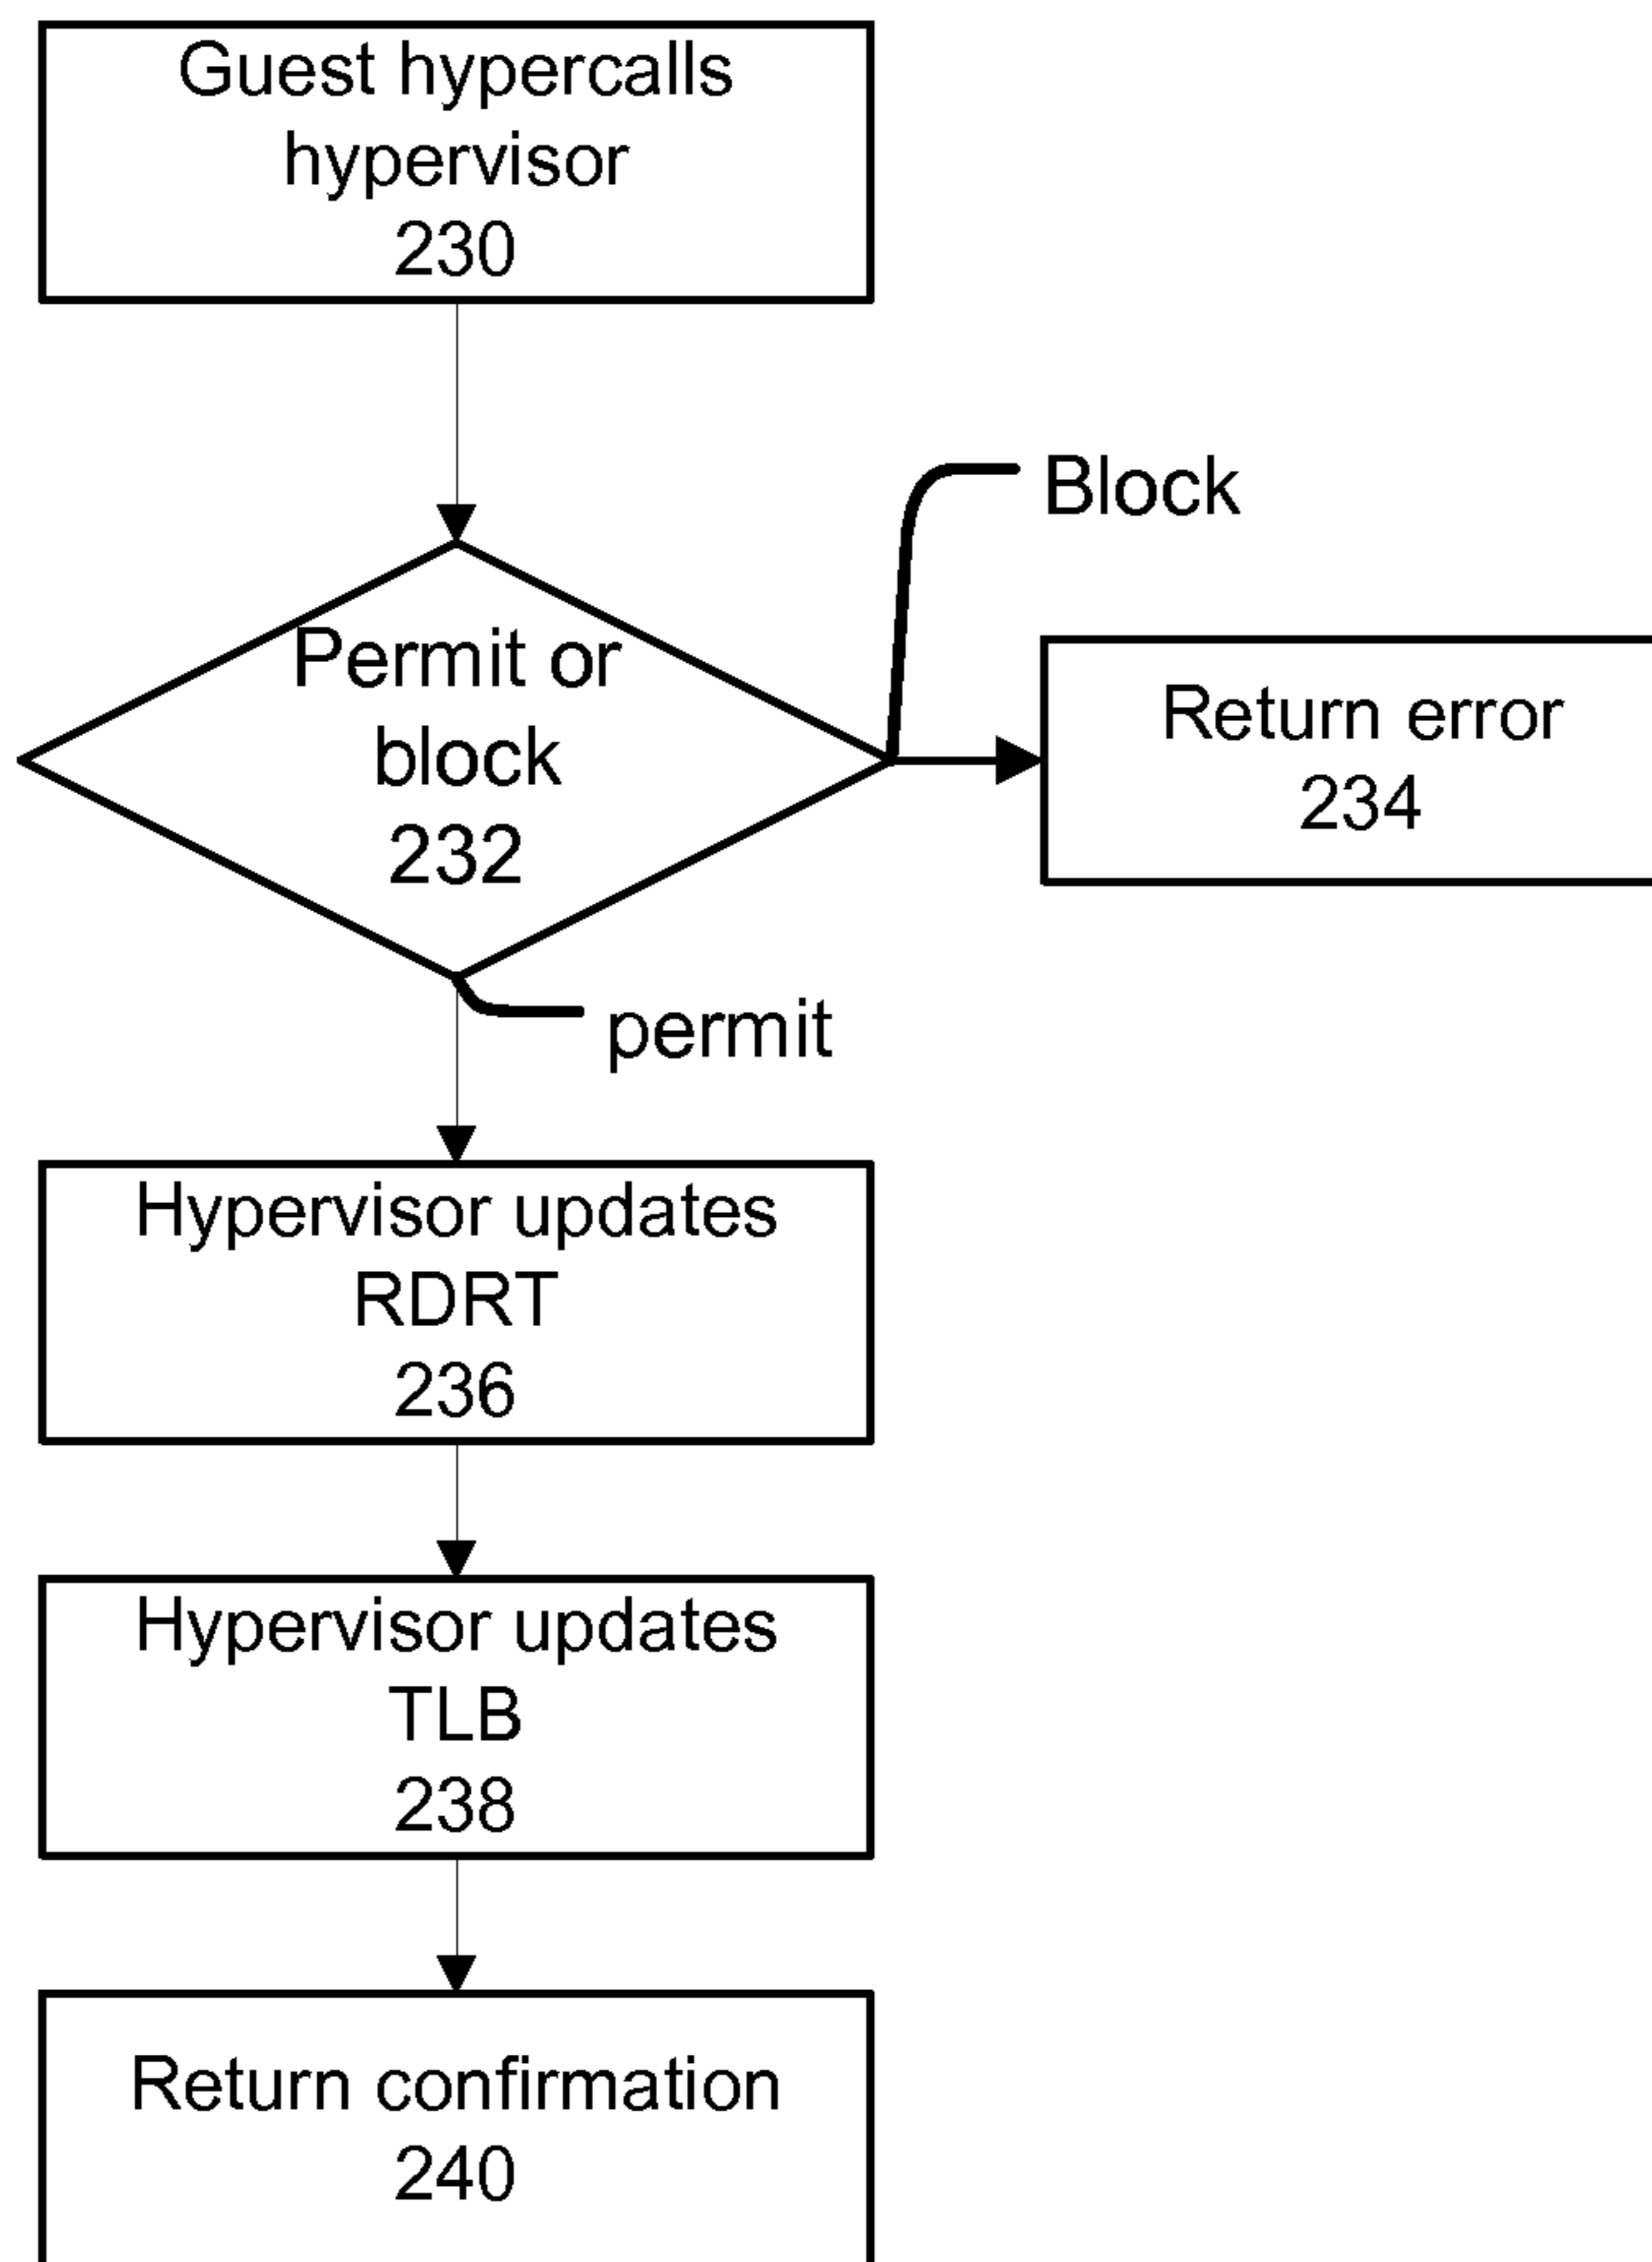 Guest hypercalls
hypervisor
230
Block
Permit or
block
232
Return error
234
permit
Hypervisor updates
RDRT
236
Hypervisor updates
TLB
238
Return confirmation
240